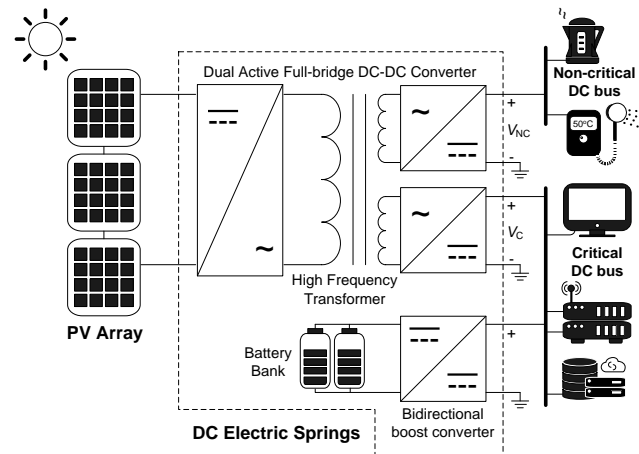 Dual Active Full-bridge DC-DC Converter
Non-critical
DC bus
50ºC
+
VNC
-
~
~
+
VC
-
~
Critical
DC bus
High Frequency
Transformer
PV Array
Battery
Bank
+
Bidirectional
boost converter
DC Electric Springs